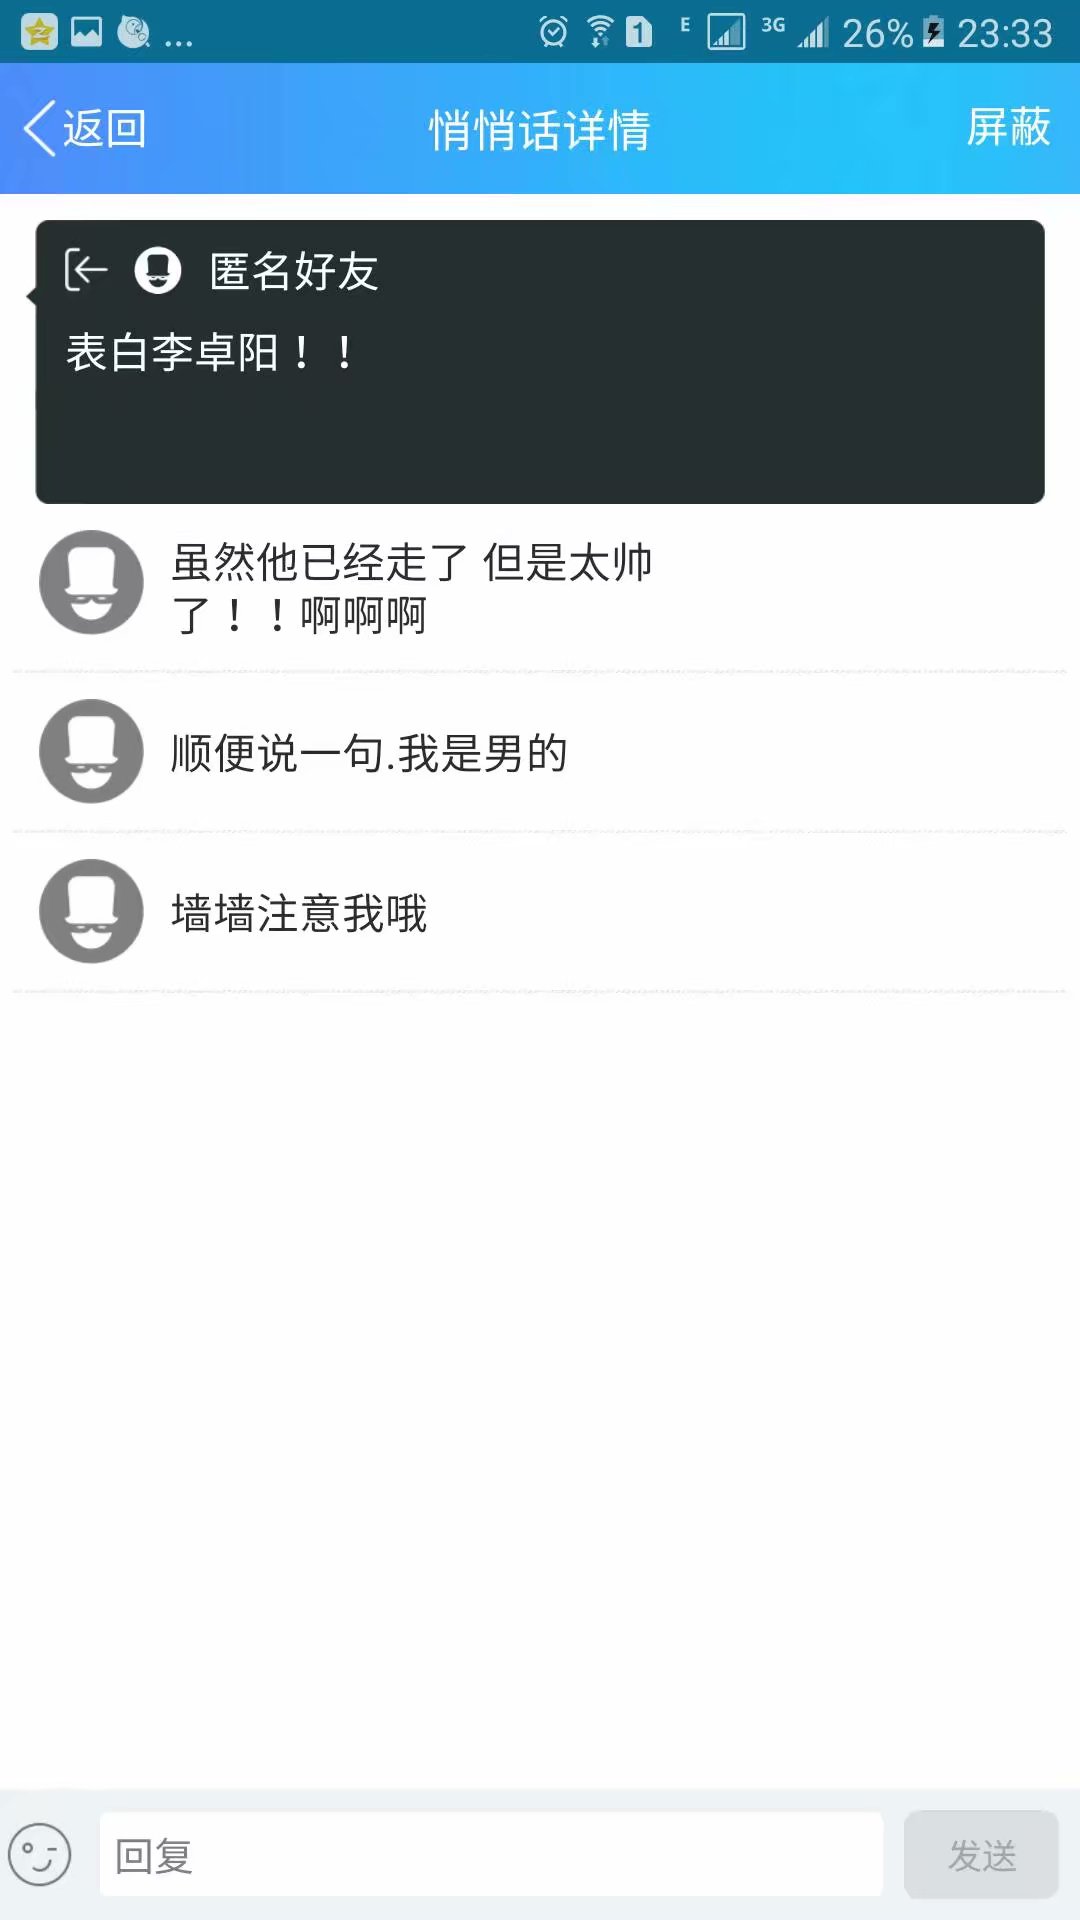 ... 1 E 3G 26% 23:33
返回 悄悄话详情 屏蔽
匿名好友
表白李卓阳！！
虽然他已经走了 但是太帅
了！！啊啊啊
顺便说一句.我是男的
墙墙注意我哦
回复 发送